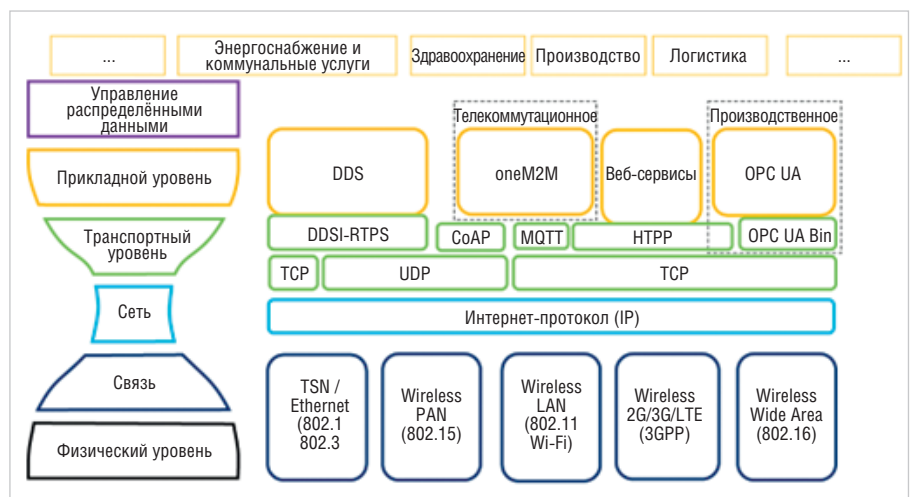 ...
Энергоснабжение и
коммунальные услуги
Здравоохранение
Производство
Логистика
...
Управление
распределёнными
данными
Телекоммутационное
Производственное
Прикладной уровень
DDS
oneM2M
Веб-сервисы
OPC UA
Транспортный
уровень
DDSI-RTPS
CoAP
MQTT
HTPP
OPC UA Bin
TCP
UDP
TCP
Сеть
Интернет-протокол (IP)
Связь
TSN /
Ethernet
(802.1
802.3)
Wireless
PAN
(802.15)
Wireless
LAN
(802.11
Wi-Fi)
Wireless
2G/3G/LTE
(3GPP)
Wireless
Wide Area
(802.16)
Физический уровень